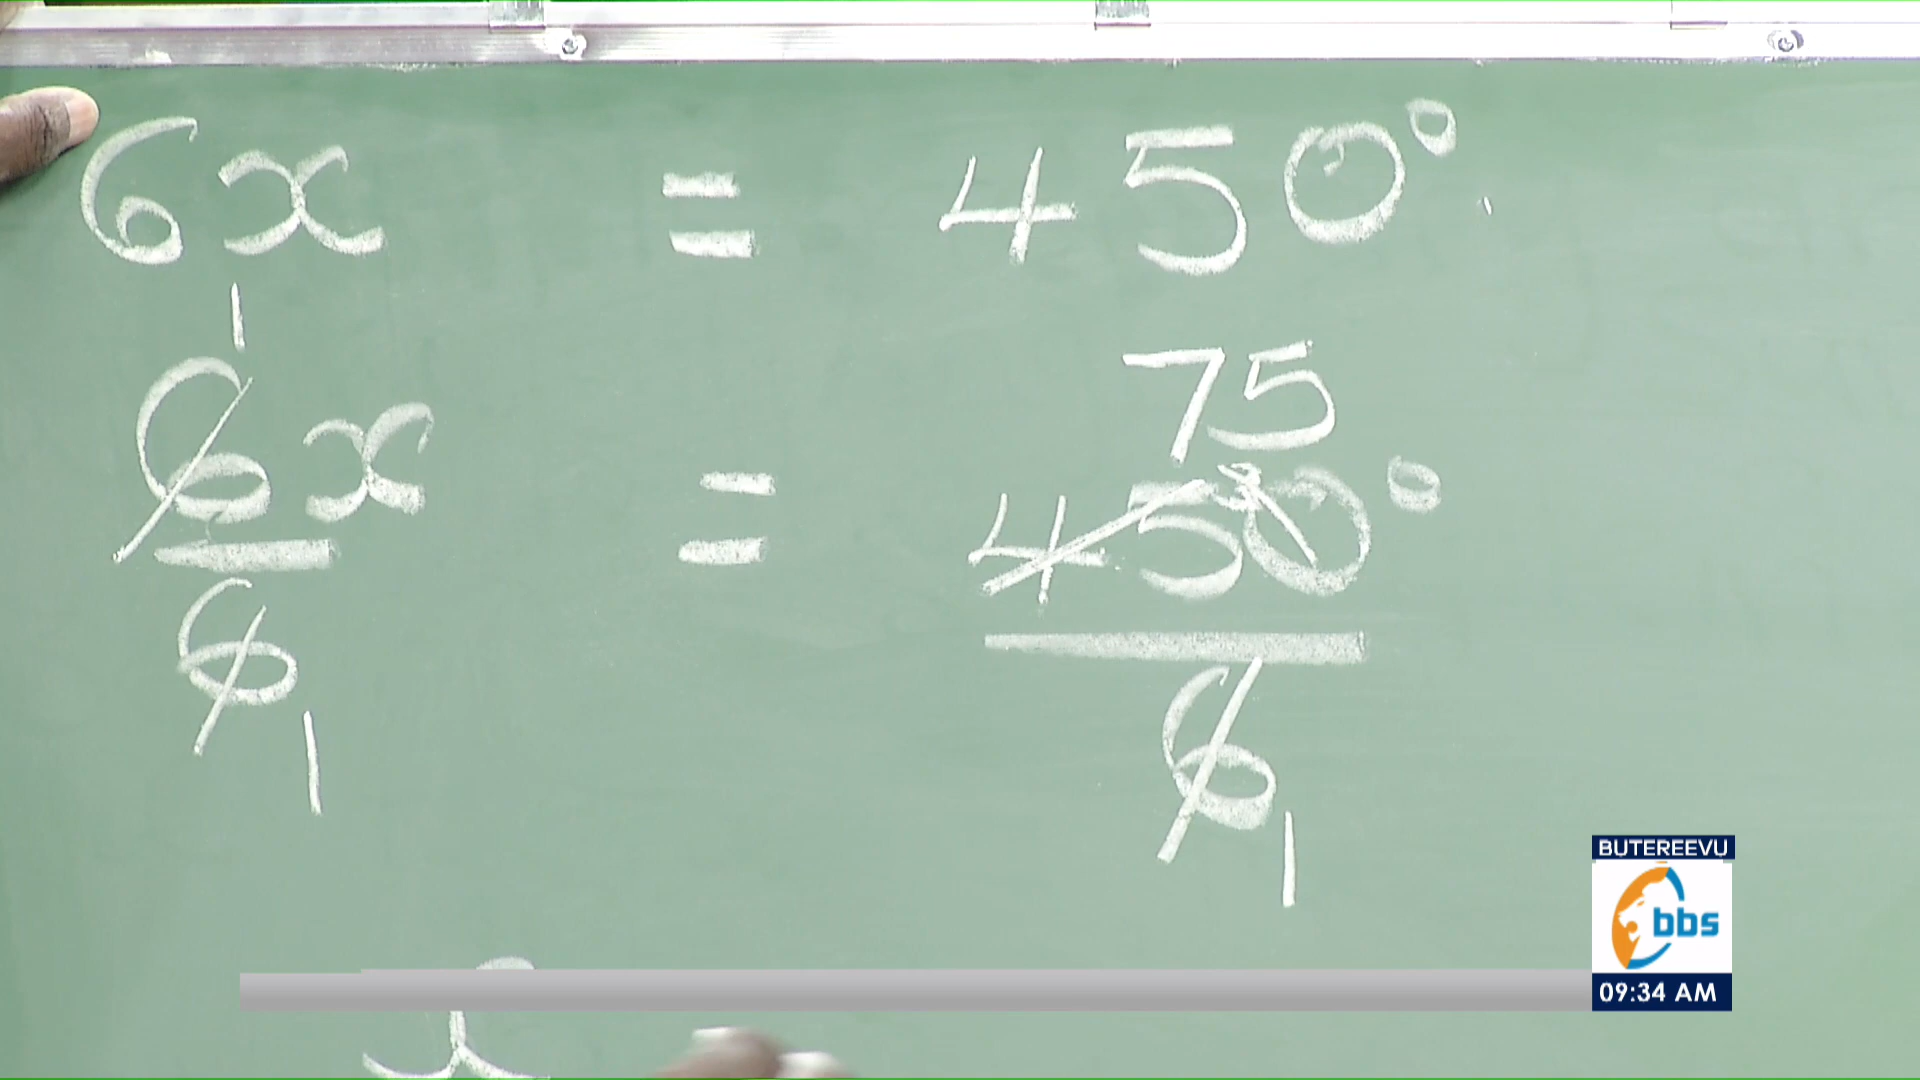 6x = 450°
1 75
6x = 450°
6 6
1 1
x
BUTEREEVU
bbs
09:34 AM